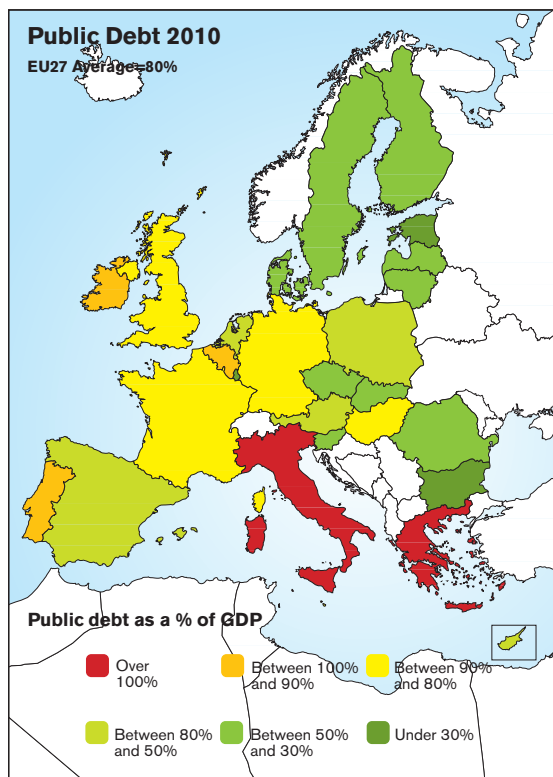 Public Debt 2010
EU27 Average=80%
Public debt as a % of GDP
Over
100%
Between 100%
and 90%
Between 90%
and 80%
Between 80%
and 50%
Between 50%
and 30%
Under 30%